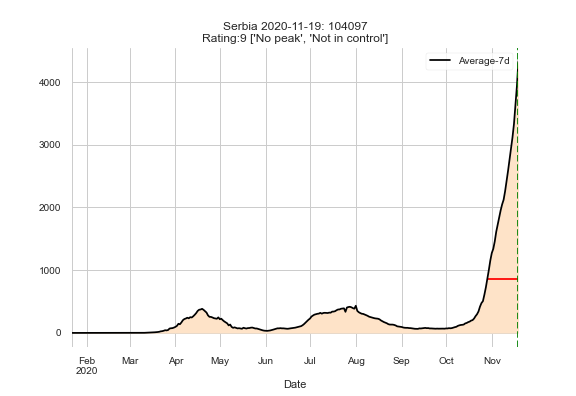 Serbia 2020-11-19: 104097
Rating:9 ['No peak', 'Not in control']
Average-7d
4000
3000
2000
1000
0
Feb Mar Apr May Jun Jul Aug Sep Oct Nov
2020
Date